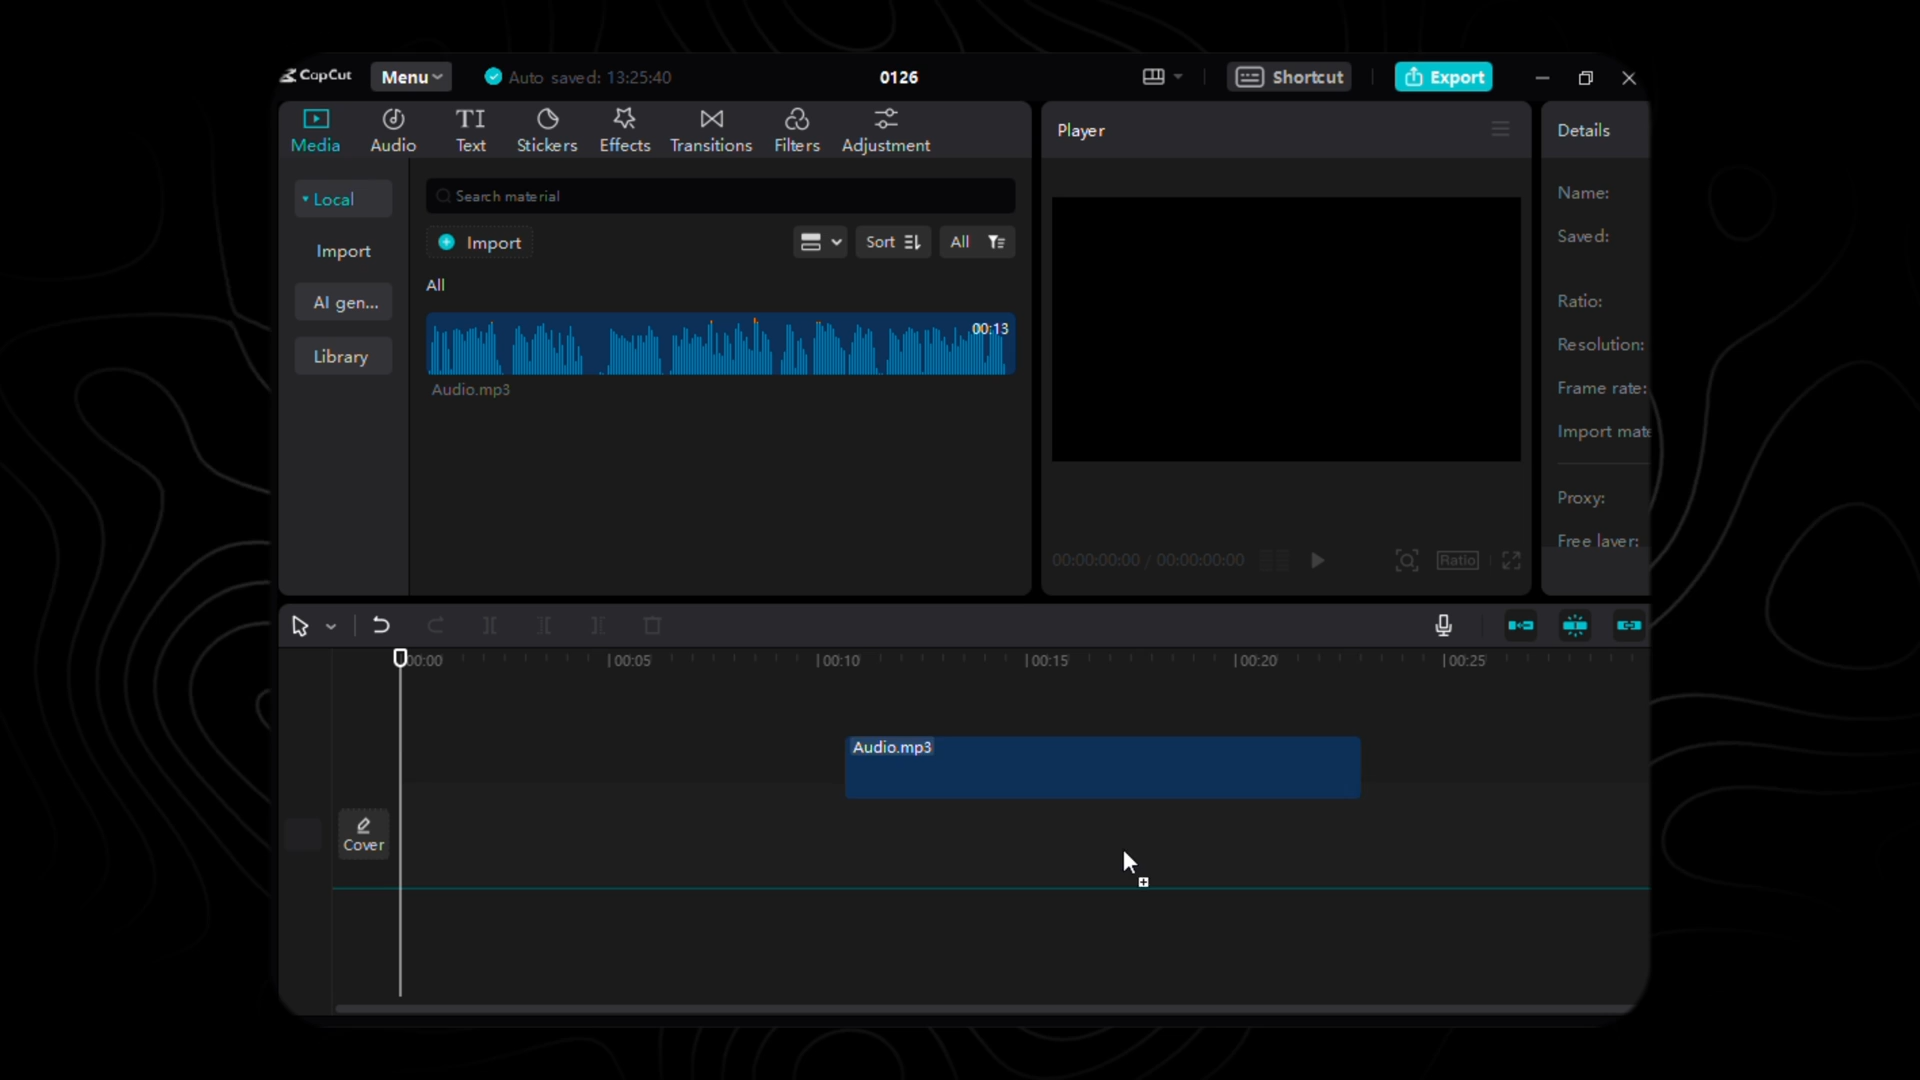 CapCut
Menu
Auto saved: 13:25:40
0126
Shortcut
Export
Media
Audio
TI
Text
Stickers
Effects
Transitions
Filters
Adjustment
Player
Details
Local
Import
AI gen...
Library
Search material
Import
Sort
All
All
00:13
Audio.mp3
00:00:00:00 / 00:00:00:00
Ratio
Name:
Saved:
Ratio:
Resolution:
Frame rate:
Import mate
Proxy:
Free layer:
00:00
00:05
00:10
00:15
00:20
00:25
Audio.mp3
Cover